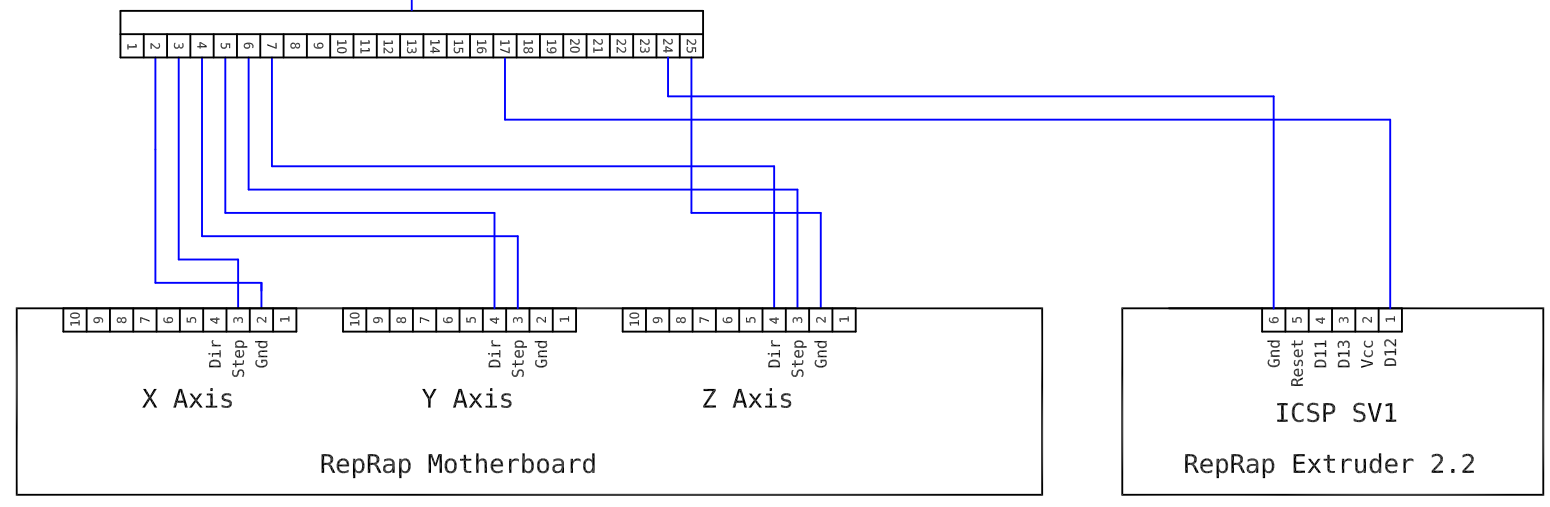 1 2 3 4 5 6 7 8 9 10 11 12 13 14 15 16 17 18 19 20 21 22 23 24 25
10 9 8 7 6 5 4 3 2 1
Dir Step Gnd
X Axis
10 9 8 7 6 5 4 3 2 1
Dir Step Gnd
Y Axis
10 9 8 7 6 5 4 3 2 1
Dir Step Gnd
Z Axis
RepRap Motherboard
6 5 4 3 2 1
Gnd Reset D11 D13 Vcc D12
ICSP SV1
RepRap Extruder 2.2